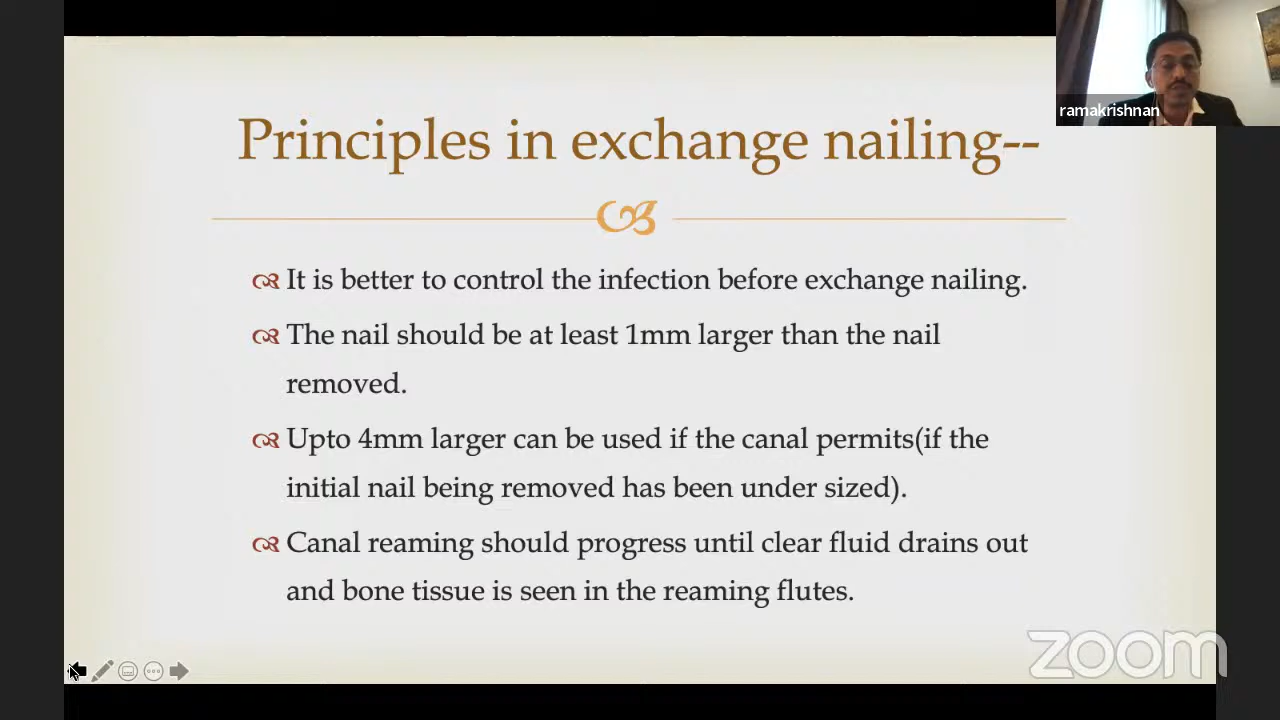 ramakrishnan
Principles in exchange nailing--
It is better to control the infection before exchange nailing.
The nail should be at least 1mm larger than the nail
removed.
Upto 4mm larger can be used if the canal permits(if the
initial nail being removed has been under sized).
Canal reaming should progress until clear fluid drains out
and bone tissue is seen in the reaming flutes.
zoom